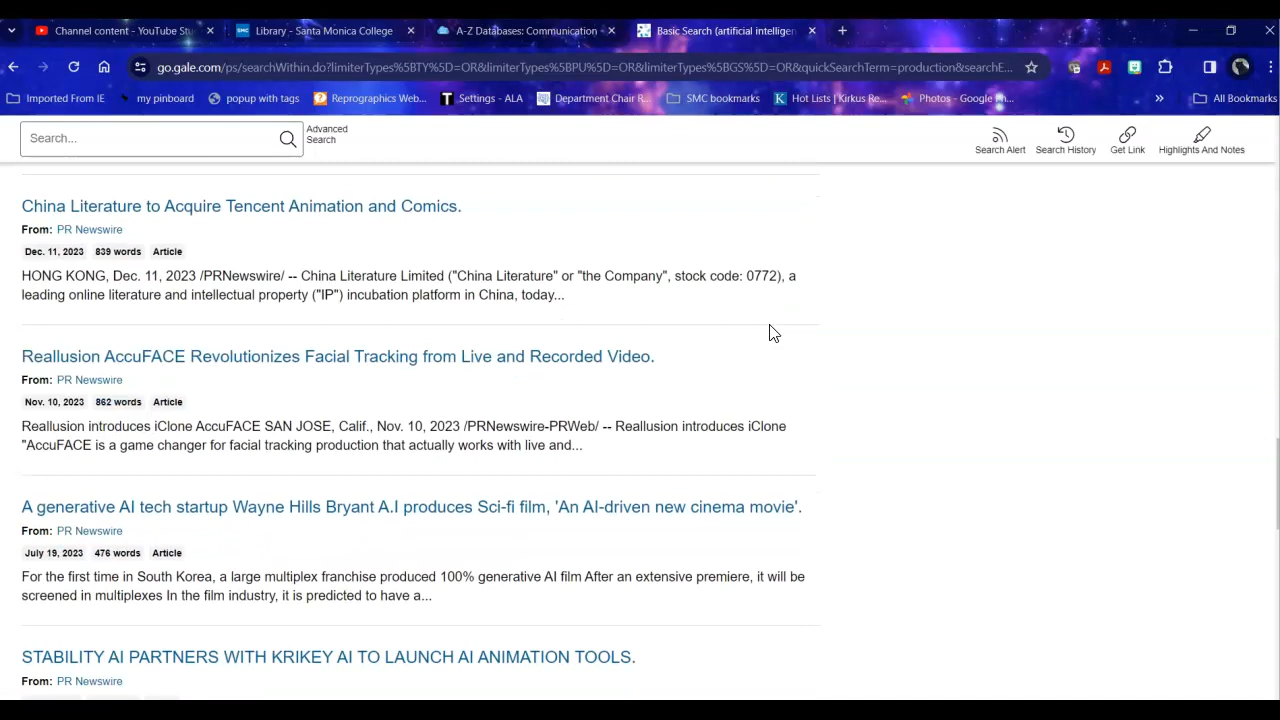 Channel content - YouTube Stu
Library - Santa Monica College
A-Z Databases: Communication -
Basic Search (artificial intelligen
go.gale.com/ps/searchWithin.do?limiterTypes%5BTY%5D=OR&limiterTypes%5BPU%5D=OR&limiterTypes%5BGS%5D=OR&quickSearchTerm=production&searchE...
Imported From IE
my pinboard
popup with tags
Reprographics Web...
Settings - ALA
Department Chair R...
SMC bookmarks
Hot Lists | Kirkus Re...
Photos - Google Ph...
»
All Bookmarks
Search...
Advanced
Search
Search Alert
Search History
Get Link
Highlights And Notes
China Literature to Acquire Tencent Animation and Comics.
From: PR Newswire
Dec. 11, 2023 839 words Article
HONG KONG, Dec. 11, 2023 /PRNewswire/ -- China Literature Limited ("China Literature" or "the Company", stock code: 0772), a
leading online literature and intellectual property ("IP") incubation platform in China, today...
Reallusion AccuFACE Revolutionizes Facial Tracking from Live and Recorded Video.
From: PR Newswire
Nov. 10, 2023 862 words Article
Reallusion introduces iClone AccuFACE SAN JOSE, Calif., Nov. 10, 2023 /PRNewswire-PRWeb/ -- Reallusion introduces iClone
"AccuFACE is a game changer for facial tracking production that actually works with live and...
A generative AI tech startup Wayne Hills Bryant A.I produces Sci-fi film, 'An AI-driven new cinema movie'.
From: PR Newswire
July 19, 2023 476 words Article
For the first time in South Korea, a large multiplex franchise produced 100% generative AI film After an extensive premiere, it will be
screened in multiplexes In the film industry, it is predicted to have a...
STABILITY AI PARTNERS WITH KRIKEY AI TO LAUNCH AI ANIMATION TOOLS.
From: PR Newswire